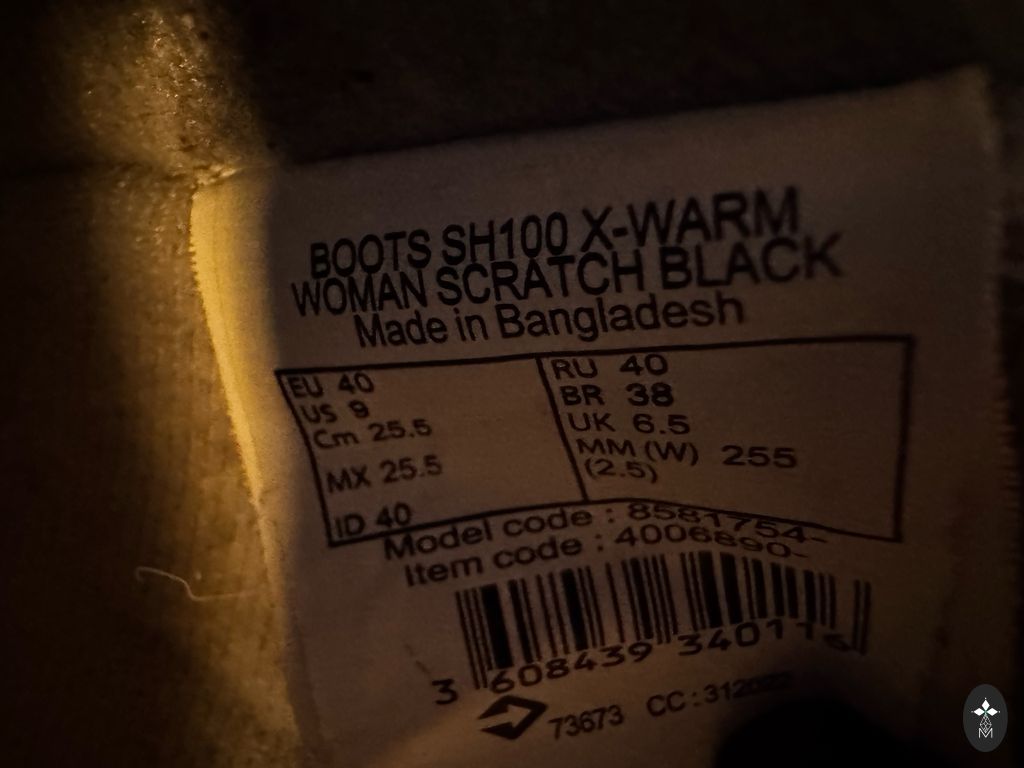 BOOTS SH100 X-WARM
WOMAN SCRATCH BLACK
Made in Bangladesh
EU 40
US 9
Cm 25.5
MX 25.5
ID 40
RU 40
BR 38
UK 6.5
MM (W) 255
(2.5)
Model code : 8581754-
Item code : 4006890-
3 608439 340116
73673 CC:
M